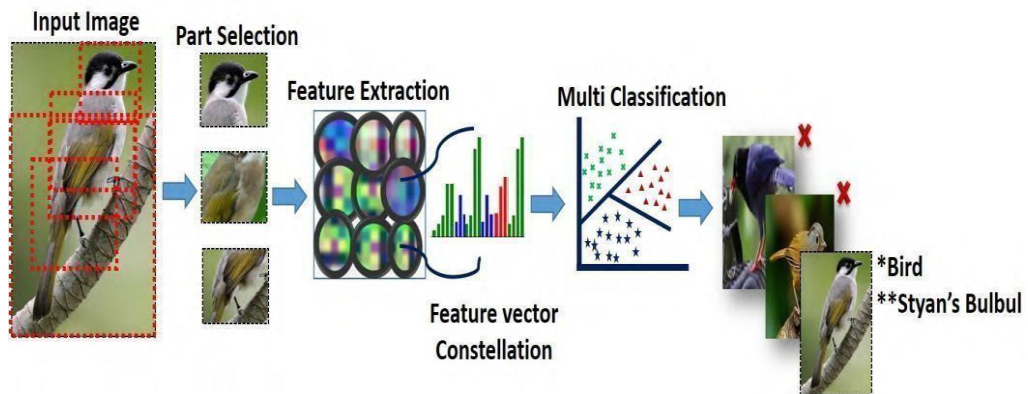 Input Image
Part Selection
Feature Extraction
Multi Classification
Feature vector
Constellation
*Bird
**Styan's Bulbul